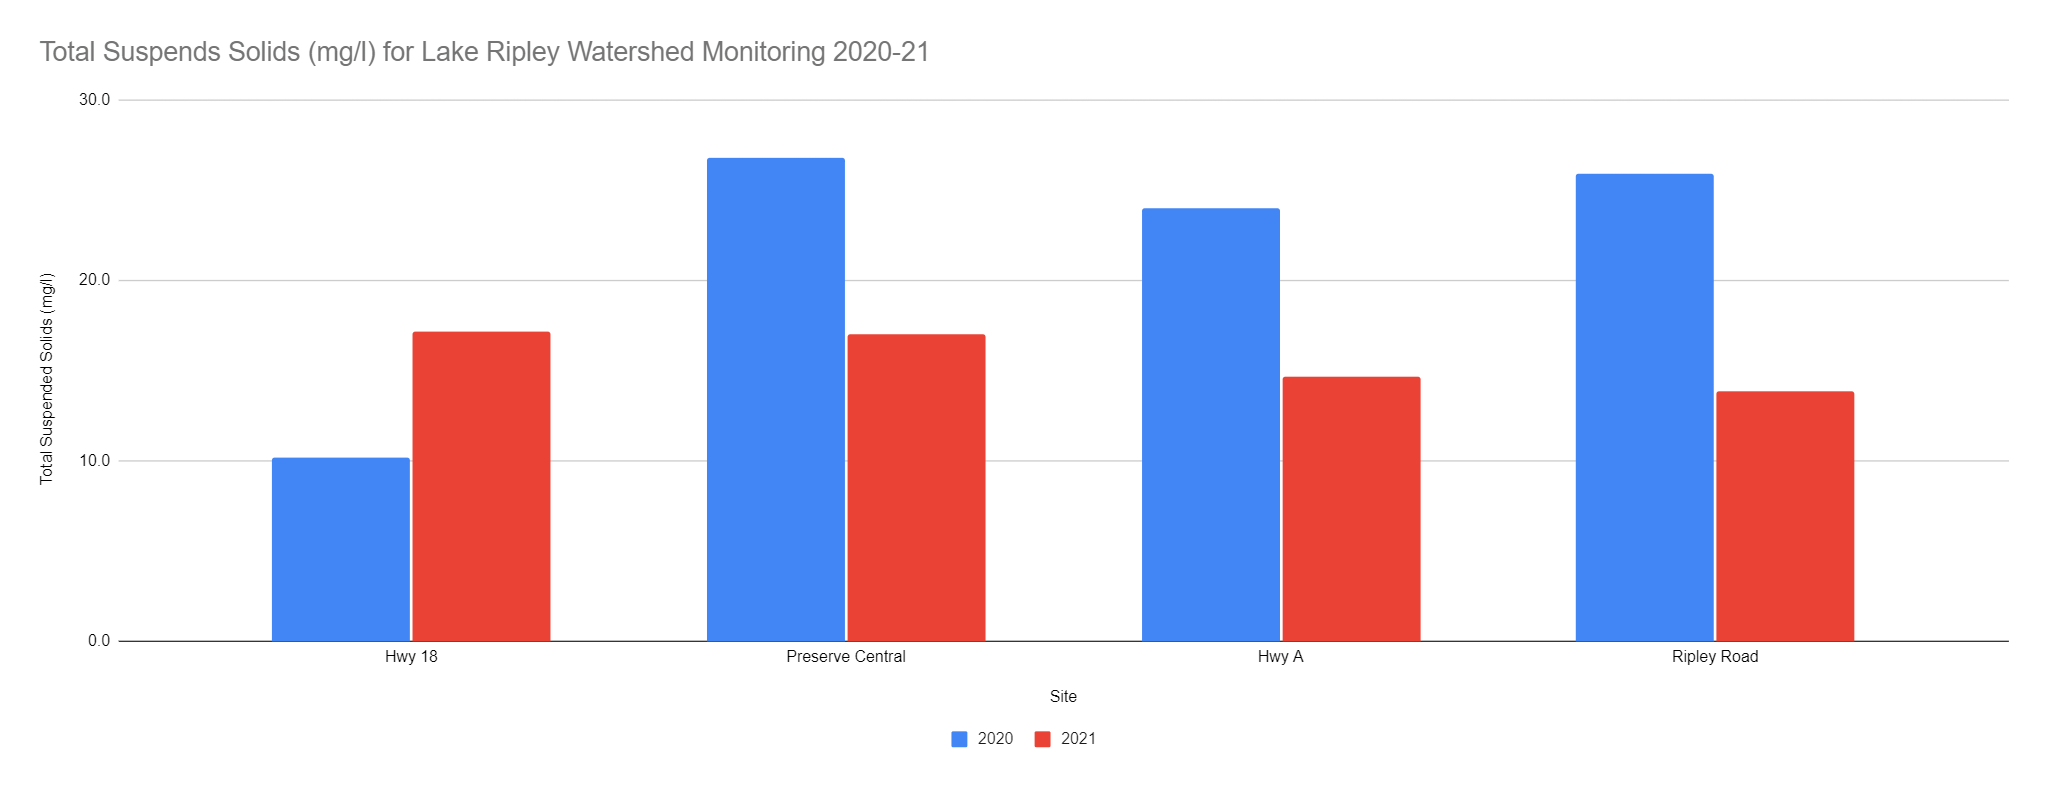 Total Suspends Solids (mg/l) for Lake Ripley Watershed Monitoring 2020-21
Total Suspended Solids (mg/l)
30.0
20.0
10.0
0.0
Hwy 18
Preserve Central
Hwy A
Ripley Road
Site
2020
2021